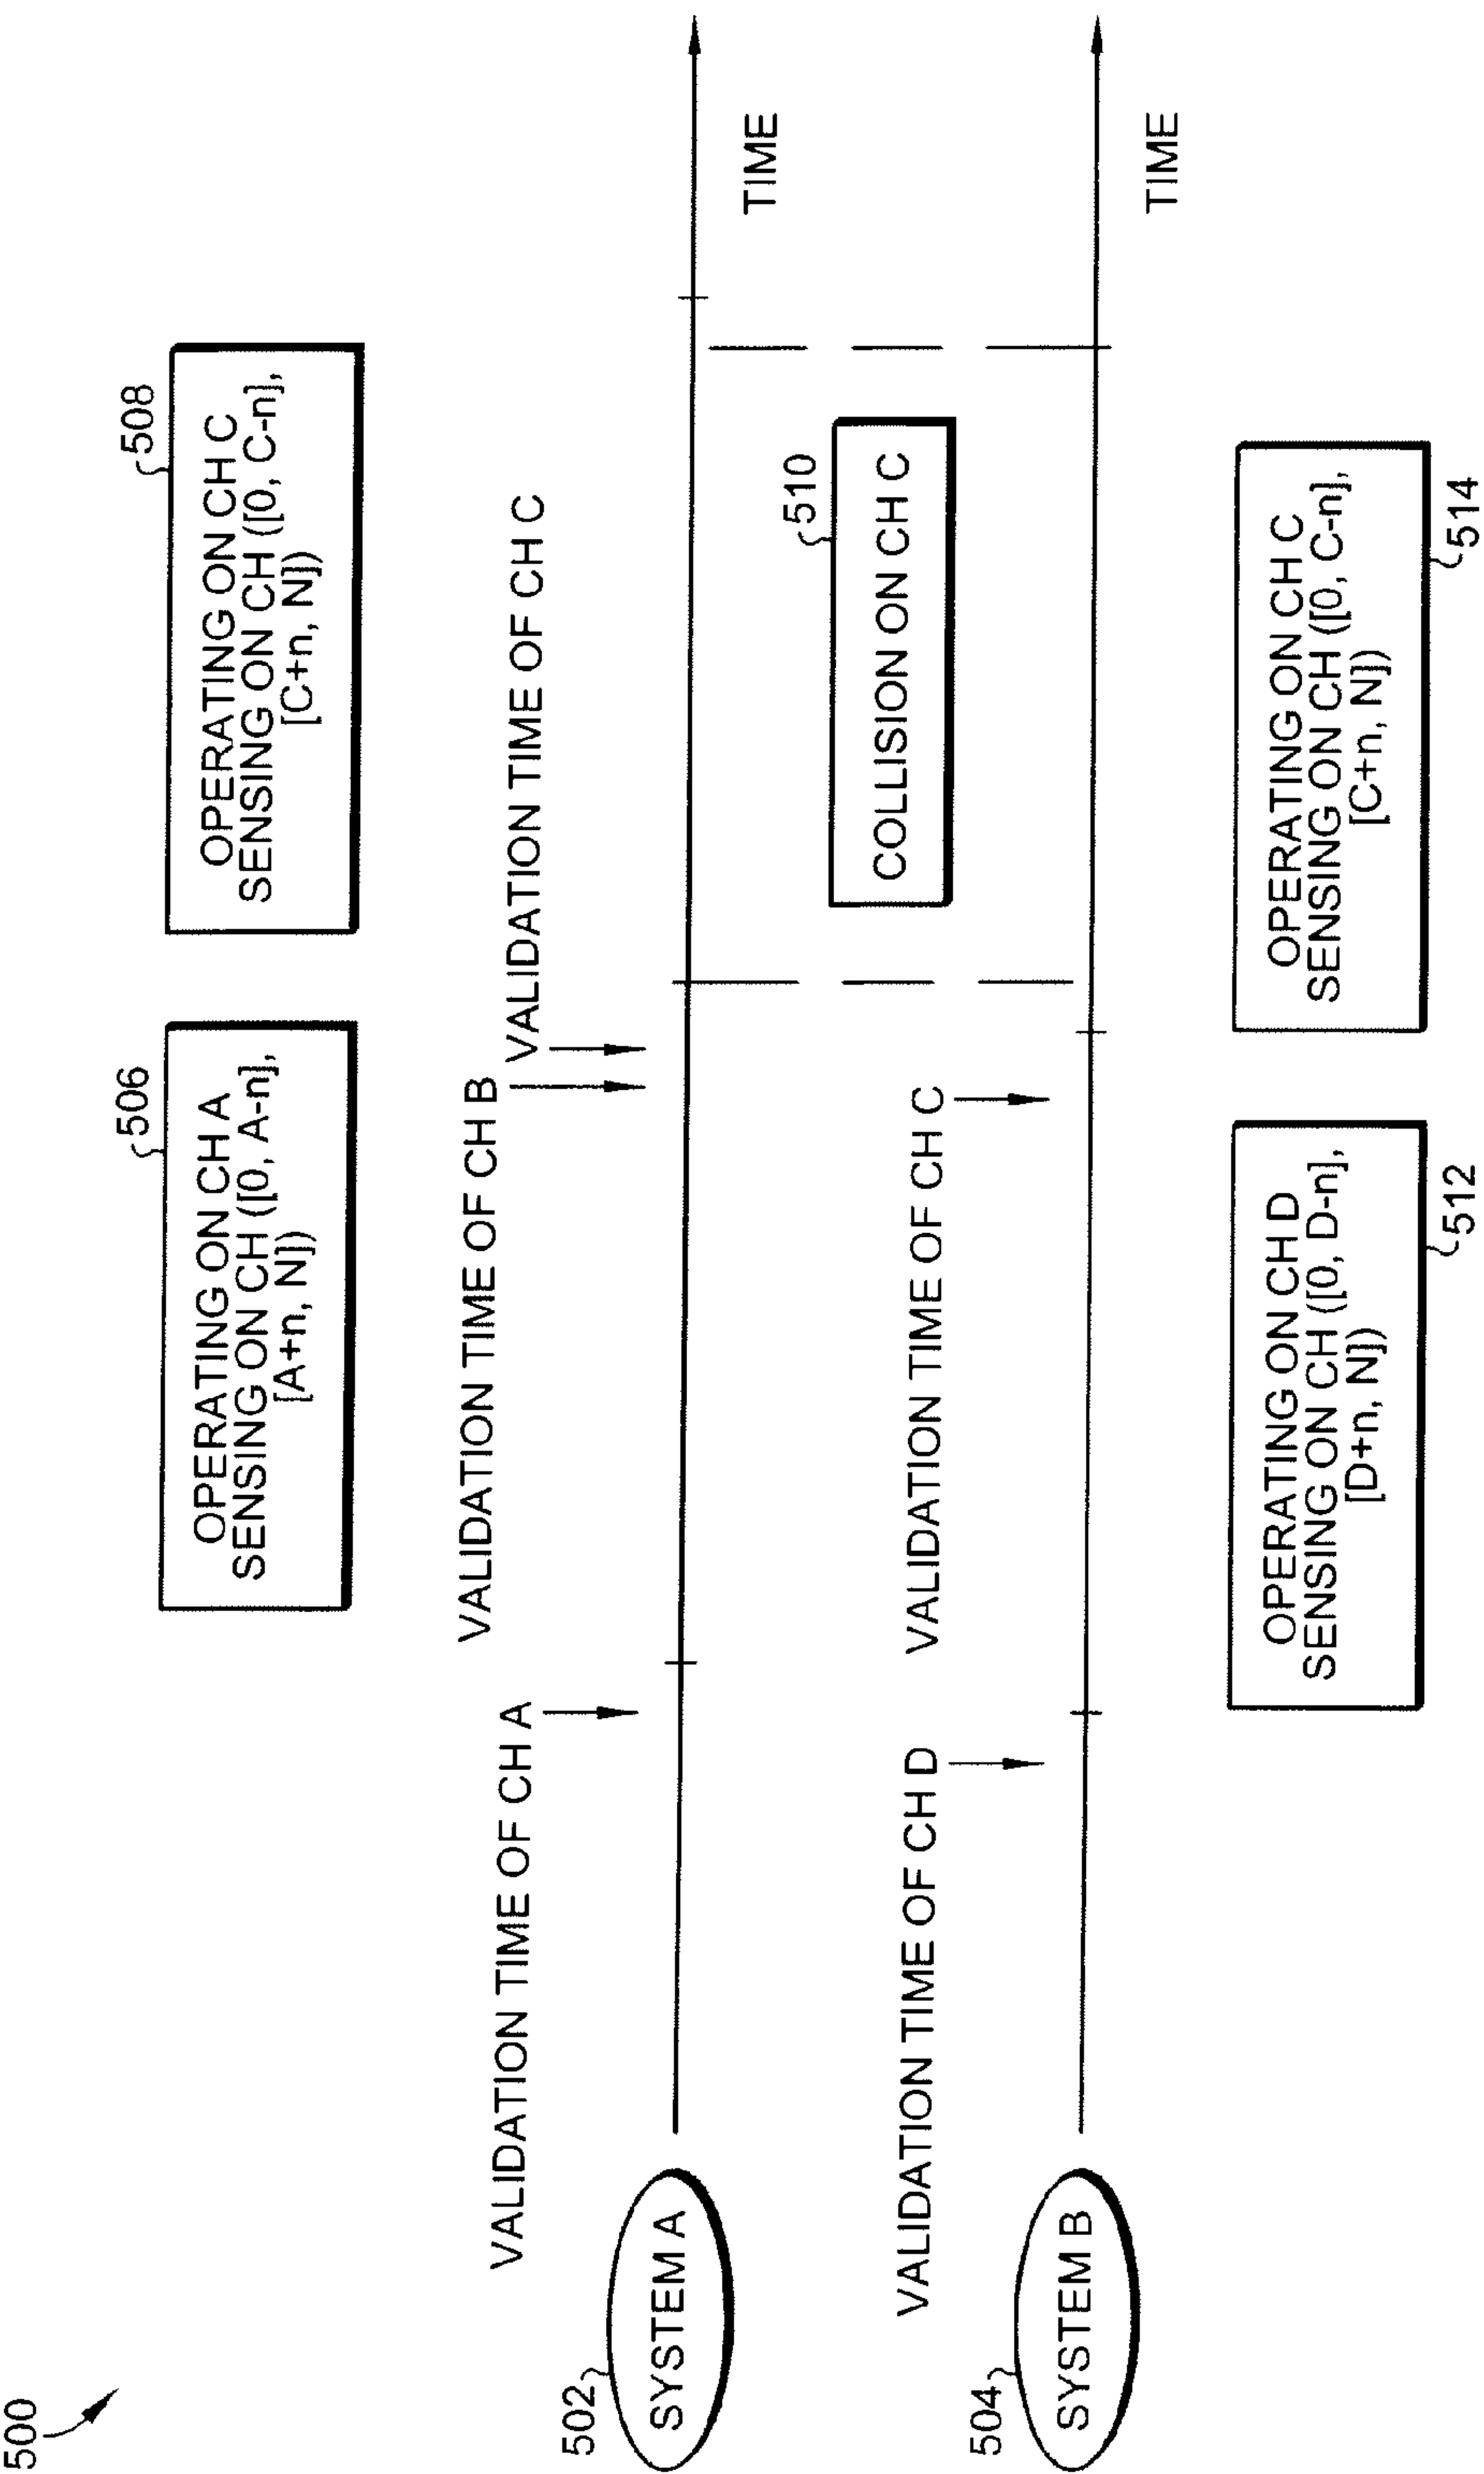 500
506
OPERATING ON CH A
SENSING ON CH ([0, A-n],
[A+n, N])
508
OPERATING ON CH C
SENSING ON CH ([0, C-n],
[C+n, N])
VALIDATION TIME OF CH A
VALIDATION TIME OF CH B
VALIDATION TIME OF CH C
502
SYSTEM A
TIME
510
COLLISION ON CH C
VALIDATION TIME OF CH D
VALIDATION TIME OF CH C
504
SYSTEM B
TIME
OPERATING ON CH D
SENSING ON CH ([0, D-n],
[D+n, N])
512
OPERATING ON CH C
SENSING ON CH ([0, C-n],
[C+n, N])
514